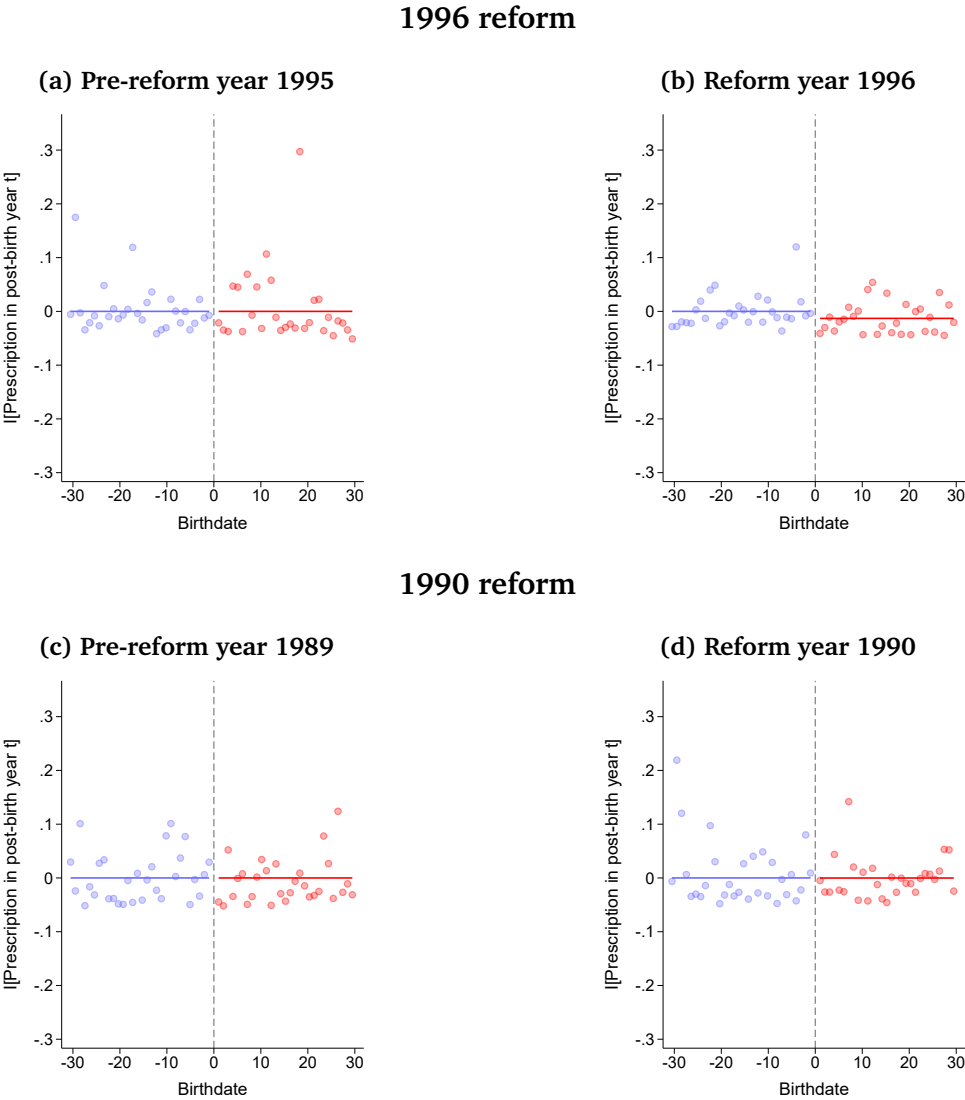 1996 reform
(a) Pre-reform year 1995
(b) Reform year 1996
I[Prescription in post-birth year t]
.3
.2
.1
0
-.1
-.2
-.3
-30 -20 -10 0 10 20 30
Birthdate
I[Prescription in post-birth year t]
.3
.2
.1
0
-.1
-.2
-.3
-30 -20 -10 0 10 20 30
Birthdate
1990 reform
(c) Pre-reform year 1989
(d) Reform year 1990
I[Prescription in post-birth year t]
.3
.2
.1
0
-.1
-.2
-.3
-30 -20 -10 0 10 20 30
Birthdate
I[Prescription in post-birth year t]
.3
.2
.1
0
-.1
-.2
-.3
-30 -20 -10 0 10 20 30
Birthdate